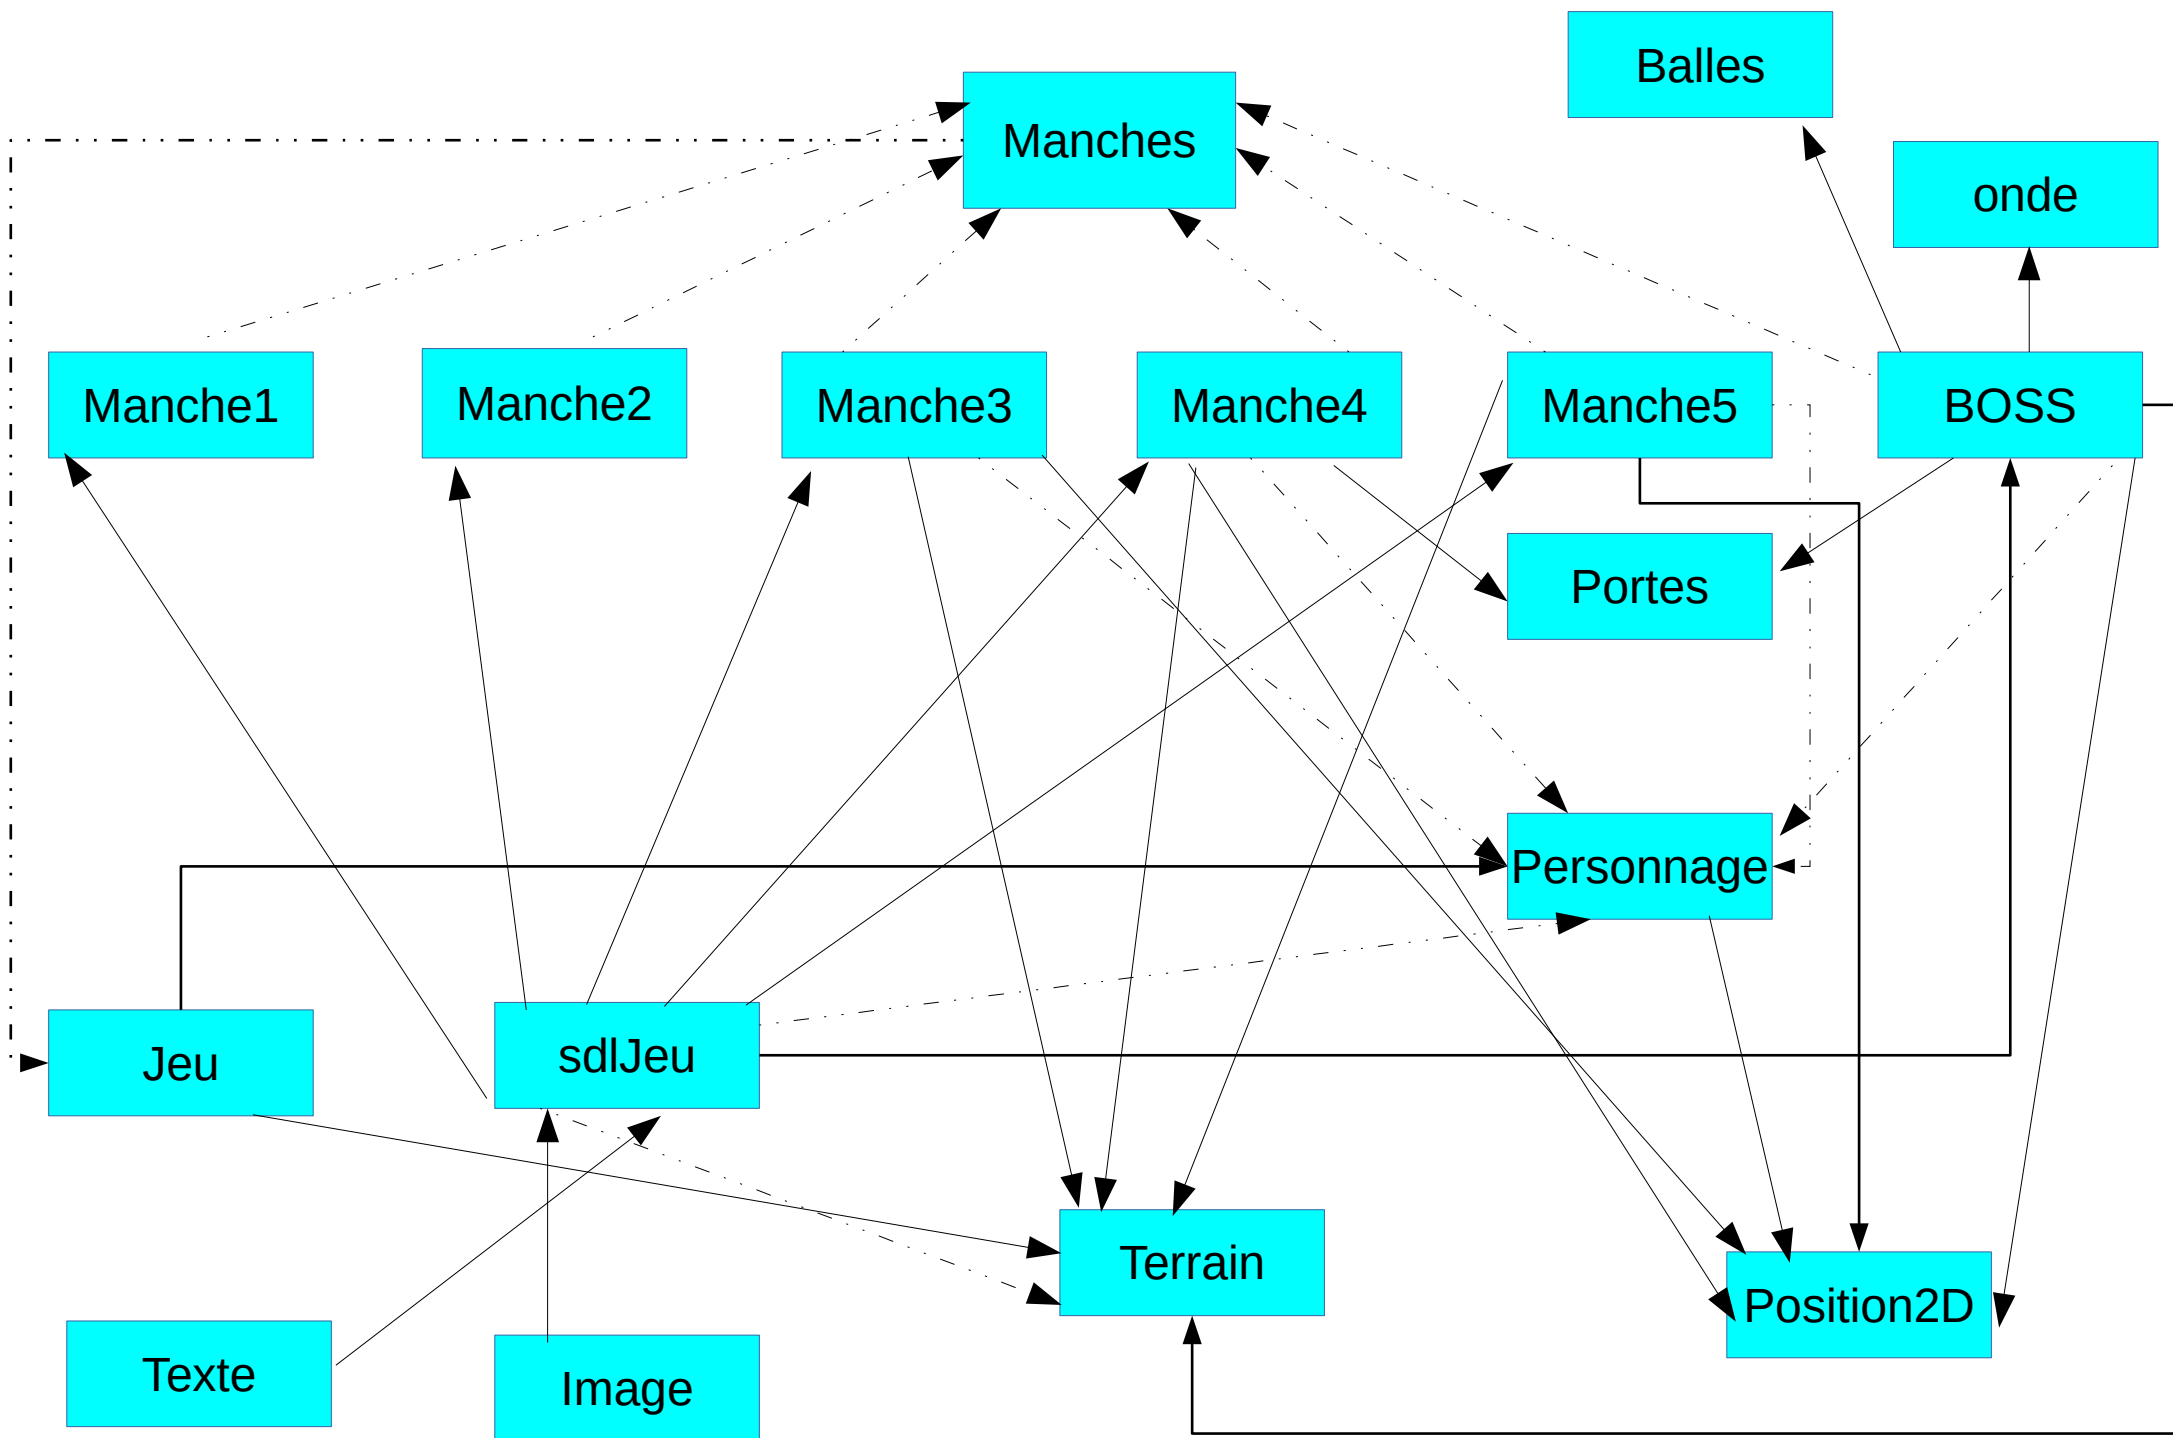 Balles
Manches
onde
Manche1
Manche2
Manche3
Manche4
Manche5
BOSS
Portes
Personnage
Jeu
sdlJeu
Terrain
Position2D
Texte
Image